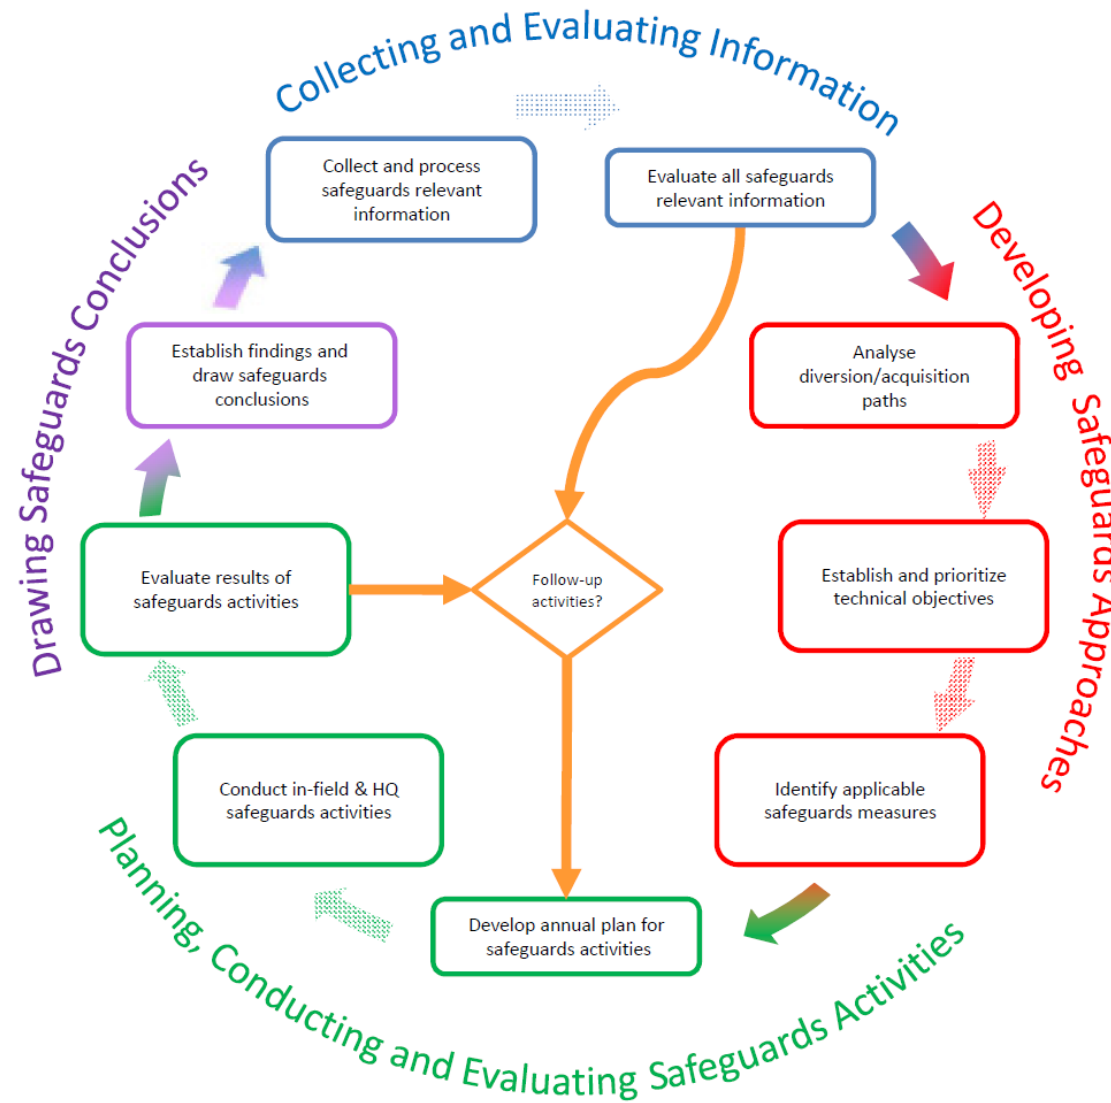 Collecting and Evaluating Information
Collect and process
safeguards relevant
information
Evaluate all safeguards
relevant information
Developing Safeguards Approaches
Analyse
diversion/acquisition
paths
Establish and prioritize
technical objectives
Identify applicable
safeguards measures
Planning, Conducting and Evaluating Safeguards Activities
Develop annual plan for
safeguards activities
Conduct in-field & HQ
safeguards activities
Evaluate results of
safeguards activities
Drawing Safeguards Conclusions
Establish findings and
draw safeguards
conclusions
Follow-up
activities?